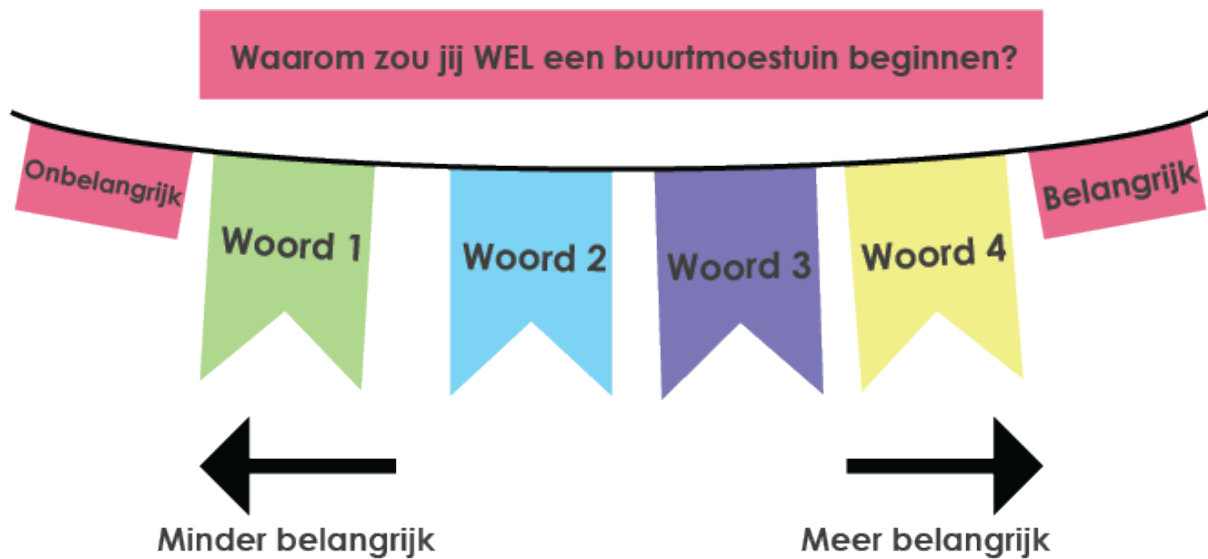 Waarom zou jij WEL een buurtmoestuin beginnen?
Onbelangrijk
Woord 1
Woord 2
Woord 3
Woord 4
Belangrijk
Minder belangrijk
Meer belangrijk